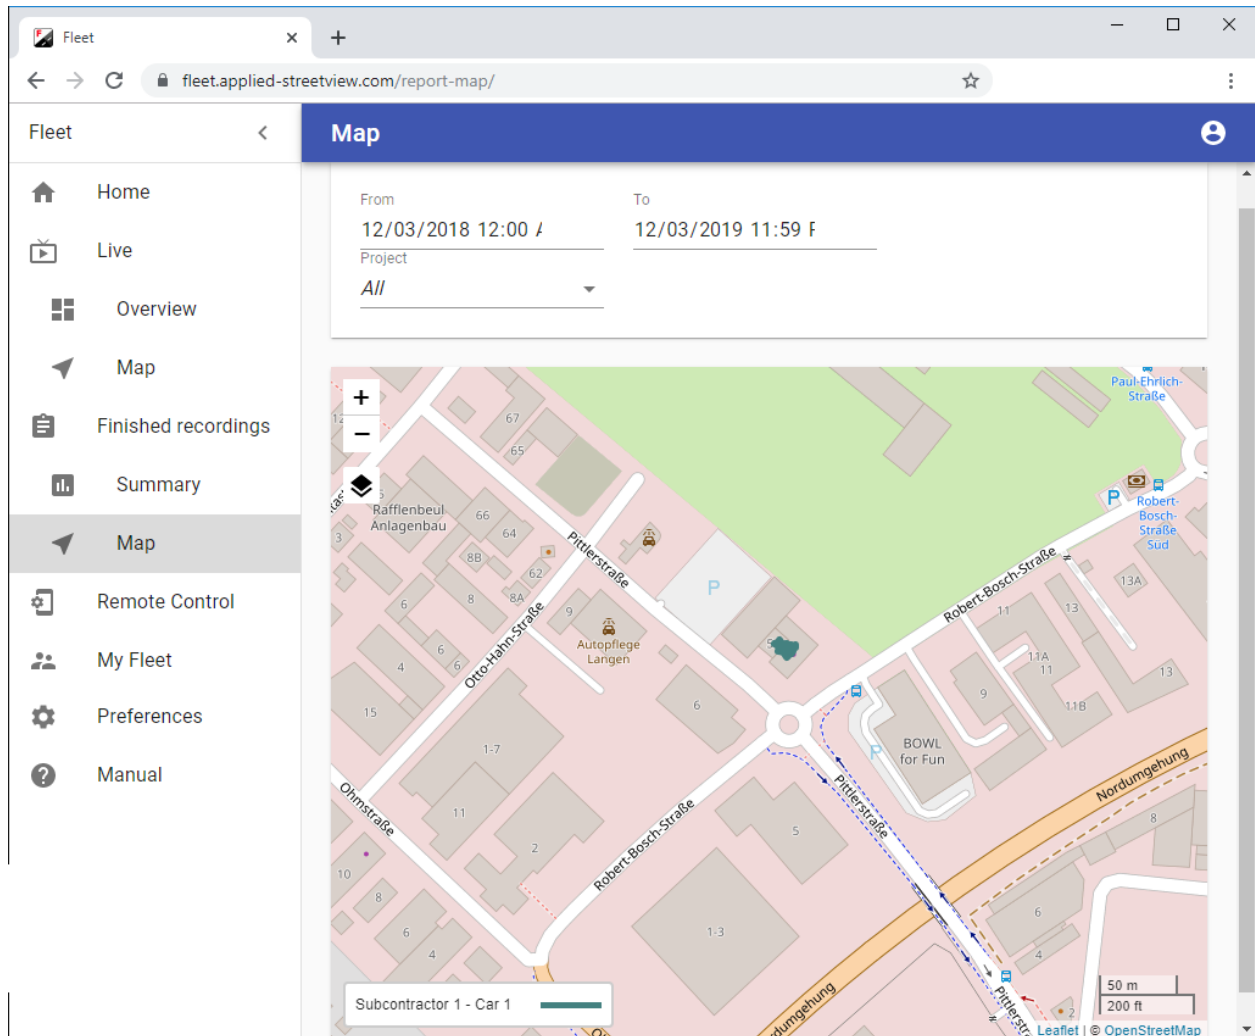 Fleet
fleet.applied-streetview.com/report-map/
Fleet
Map
Home
Live
Overview
Map
Finished recordings
Summary
Map
Remote Control
My Fleet
Preferences
Manual
From
12/03/2018 12:00
To
12/03/2019 11:59
Project
All
+
−
Paul-Ehrlich-
Straße
67
65
Rafflenbeul
Anlagenbau
66
64
3
8B
62
8A
8
6
6
6
4
15
Pittlerstraße
Otto-Hahn-Straße
9
Autopflege
Langen
P
P
Robert-
Bosch-
Straße
Süd
Robert-Bosch-Straße
13A
13
11
11A
11
13
9
11B
6
BOWL
for Fun
P
1-7
11
2
Ohmstraße
10
8
6
4
Robert-Bosch-Straße
5
1-3
Pittlerstraße
Nordumgehung
8
6
4
2
Nordumgehung
Subcontractor 1 - Car 1
50 m
200 ft
Leaflet | © OpenStreetMap